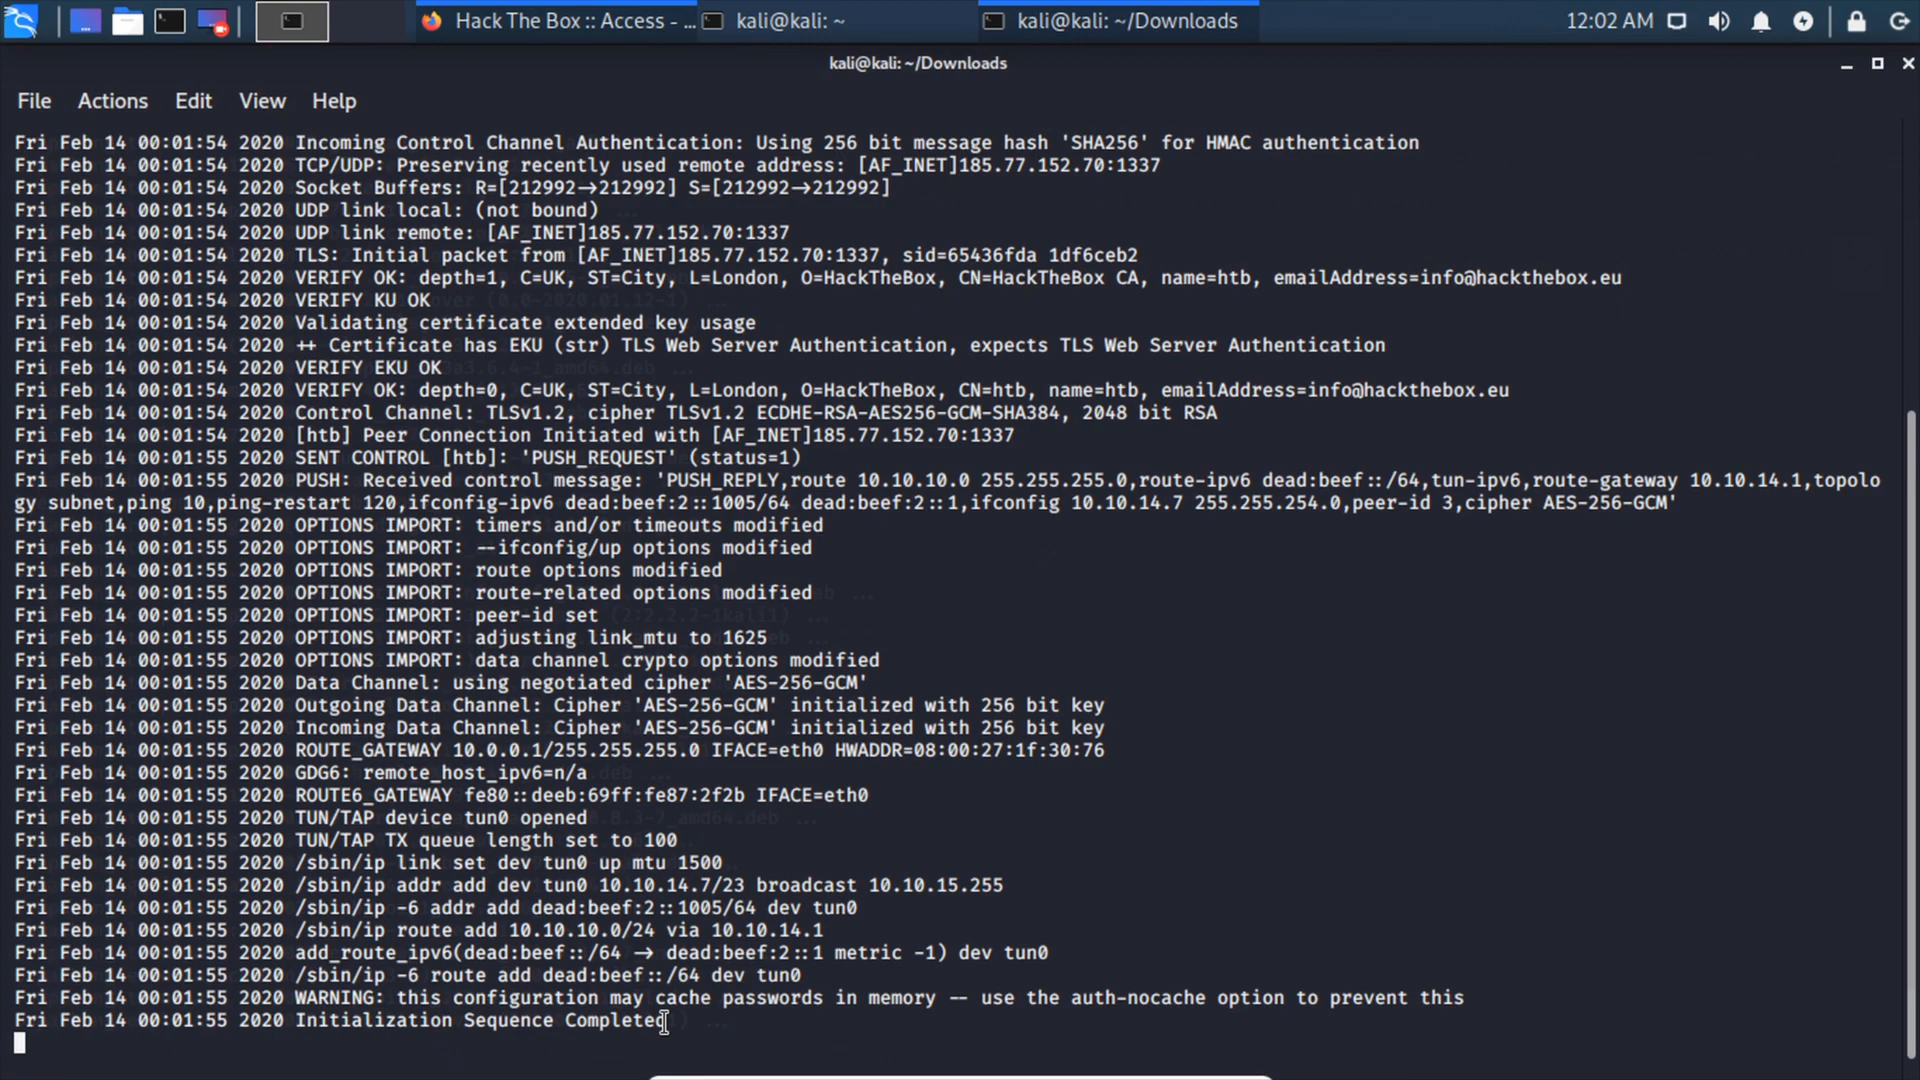 Hack The Box :: Access - ...
kali@kali: ~
kali@kali: ~/Downloads
12:02 AM
kali@kali: ~/Downloads
File Actions Edit View Help
Fri Feb 14 00:01:54 2020 Incoming Control Channel Authentication: Using 256 bit message hash 'SHA256' for HMAC authentication
Fri Feb 14 00:01:54 2020 TCP/UDP: Preserving recently used remote address: [AF_INET]185.77.152.70:1337
Fri Feb 14 00:01:54 2020 Socket Buffers: R=[212992→212992] S=[212992→212992]
Fri Feb 14 00:01:54 2020 UDP link local: (not bound)
Fri Feb 14 00:01:54 2020 UDP link remote: [AF_INET]185.77.152.70:1337
Fri Feb 14 00:01:54 2020 TLS: Initial packet from [AF_INET]185.77.152.70:1337, sid=65436fda 1df6ceb2
Fri Feb 14 00:01:54 2020 VERIFY OK: depth=1, C=UK, ST=City, L=London, O=HackTheBox, CN=HackTheBox CA, name=htb, emailAddress=info@hackthebox.eu
Fri Feb 14 00:01:54 2020 VERIFY KU OK
Fri Feb 14 00:01:54 2020 Validating certificate extended key usage
Fri Feb 14 00:01:54 2020 ++ Certificate has EKU (str) TLS Web Server Authentication, expects TLS Web Server Authentication
Fri Feb 14 00:01:54 2020 VERIFY EKU OK
Fri Feb 14 00:01:54 2020 VERIFY OK: depth=0, C=UK, ST=City, L=London, O=HackTheBox, CN=htb, name=htb, emailAddress=info@hackthebox.eu
Fri Feb 14 00:01:54 2020 Control Channel: TLSv1.2, cipher TLSv1.2 ECDHE-RSA-AES256-GCM-SHA384, 2048 bit RSA
Fri Feb 14 00:01:54 2020 [htb] Peer Connection Initiated with [AF_INET]185.77.152.70:1337
Fri Feb 14 00:01:55 2020 SENT CONTROL [htb]: 'PUSH_REQUEST' (status=1)
Fri Feb 14 00:01:55 2020 PUSH: Received control message: 'PUSH_REPLY,route 10.10.10.0 255.255.255.0,route-ipv6 dead:beef::/64,tun-ipv6,route-gateway 10.10.14.1,topolo
gy subnet,ping 10,ping-restart 120,ifconfig-ipv6 dead:beef:2::1005/64 dead:beef:2::1,ifconfig 10.10.14.7 255.255.254.0,peer-id 3,cipher AES-256-GCM'
Fri Feb 14 00:01:55 2020 OPTIONS IMPORT: timers and/or timeouts modified
Fri Feb 14 00:01:55 2020 OPTIONS IMPORT: --ifconfig/up options modified
Fri Feb 14 00:01:55 2020 OPTIONS IMPORT: route options modified
Fri Feb 14 00:01:55 2020 OPTIONS IMPORT: route-related options modified
Fri Feb 14 00:01:55 2020 OPTIONS IMPORT: peer-id set
Fri Feb 14 00:01:55 2020 OPTIONS IMPORT: adjusting link_mtu to 1625
Fri Feb 14 00:01:55 2020 OPTIONS IMPORT: data channel crypto options modified
Fri Feb 14 00:01:55 2020 Data Channel: using negotiated cipher 'AES-256-GCM'
Fri Feb 14 00:01:55 2020 Outgoing Data Channel: Cipher 'AES-256-GCM' initialized with 256 bit key
Fri Feb 14 00:01:55 2020 Incoming Data Channel: Cipher 'AES-256-GCM' initialized with 256 bit key
Fri Feb 14 00:01:55 2020 ROUTE_GATEWAY 10.0.0.1/255.255.255.0 IFACE=eth0 HWADDR=08:00:27:1f:30:76
Fri Feb 14 00:01:55 2020 GDG6: remote_host_ipv6=n/a
Fri Feb 14 00:01:55 2020 ROUTE6_GATEWAY fe80::deeb:69ff:fe87:2f2b IFACE=eth0
Fri Feb 14 00:01:55 2020 TUN/TAP device tun0 opened
Fri Feb 14 00:01:55 2020 TUN/TAP TX queue length set to 100
Fri Feb 14 00:01:55 2020 /sbin/ip link set dev tun0 up mtu 1500
Fri Feb 14 00:01:55 2020 /sbin/ip addr add dev tun0 10.10.14.7/23 broadcast 10.10.15.255
Fri Feb 14 00:01:55 2020 /sbin/ip -6 addr add dead:beef:2::1005/64 dev tun0
Fri Feb 14 00:01:55 2020 /sbin/ip route add 10.10.10.0/24 via 10.10.14.1
Fri Feb 14 00:01:55 2020 add_route_ipv6(dead:beef::/64 → dead:beef:2::1 metric -1) dev tun0
Fri Feb 14 00:01:55 2020 /sbin/ip -6 route add dead:beef::/64 dev tun0
Fri Feb 14 00:01:55 2020 WARNING: this configuration may cache passwords in memory -- use the auth-nocache option to prevent this
Fri Feb 14 00:01:55 2020 Initialization Sequence Completed